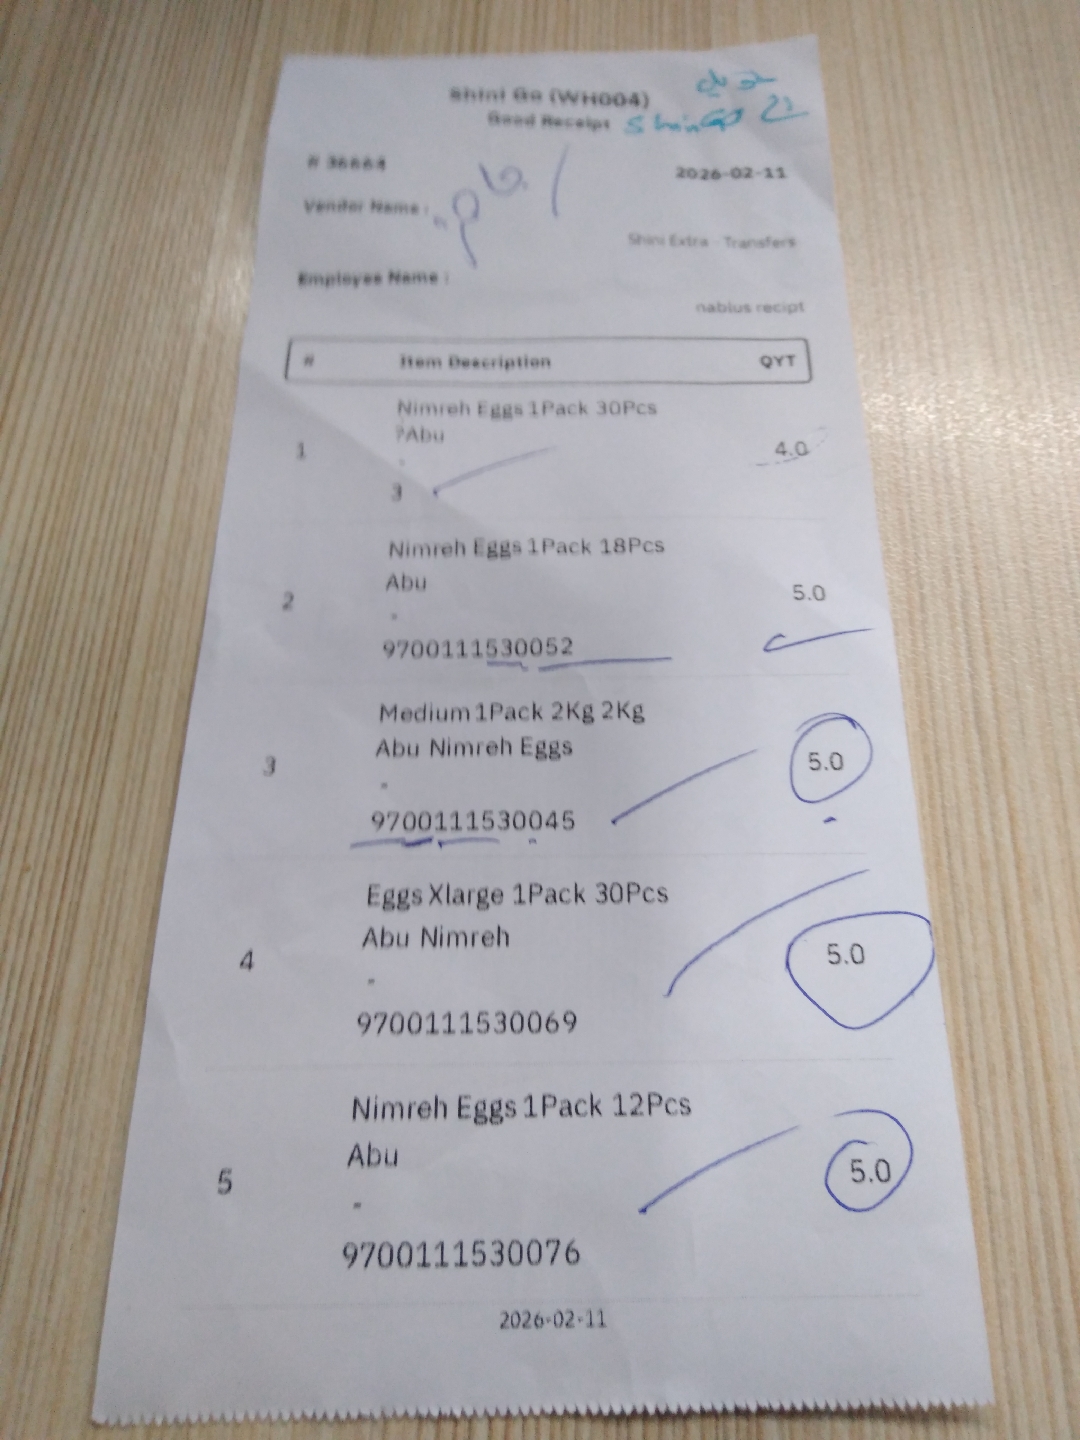 Shini Go (WH004)
Good Receipt
# 36664
2026-02-11
Vendor Name :
Shini Extra - Transfers
Employee Name :
nablus recipt
# Item Description QYT
Nimreh Eggs 1Pack 30Pcs
?Abu
.
1 4.0
3
Nimreh Eggs 1Pack 18Pcs
Abu
.
2 5.0
9700111530052
Medium 1Pack 2Kg 2Kg
Abu Nimreh Eggs
.
3 5.0
9700111530045
Eggs Xlarge 1Pack 30Pcs
Abu Nimreh
.
4 5.0
9700111530069
Nimreh Eggs 1Pack 12Pcs
Abu
.
5 5.0
9700111530076
2026-02-11